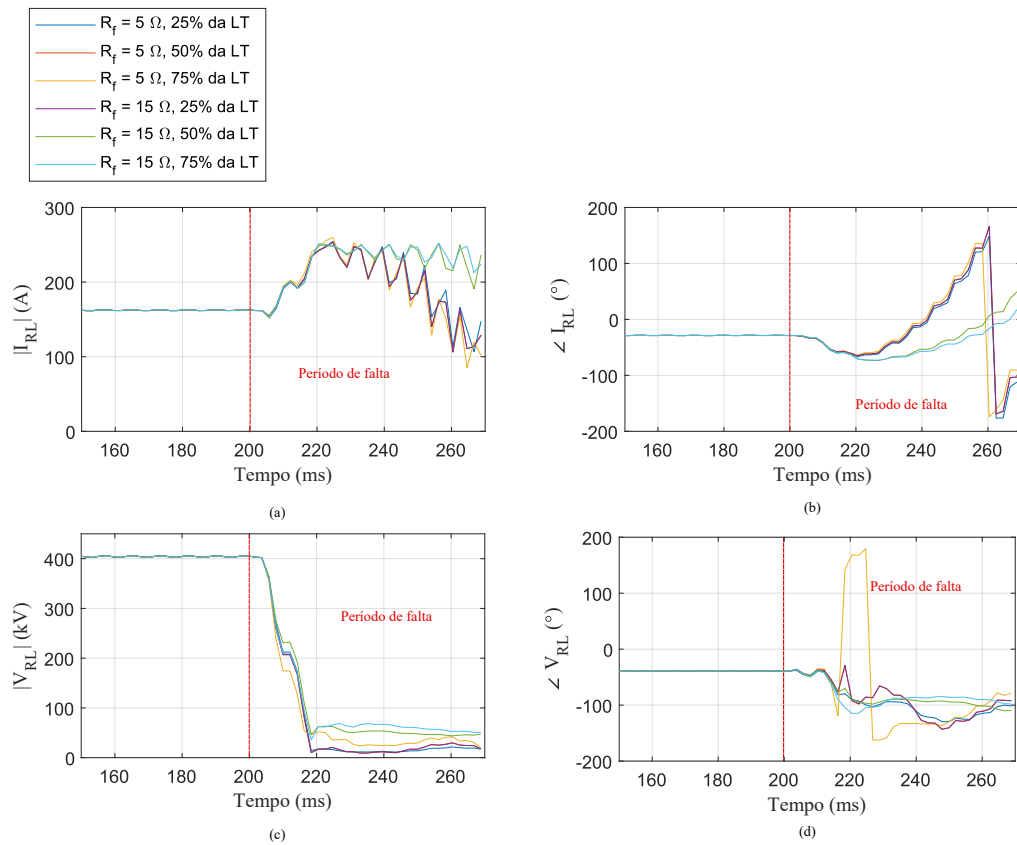 R_f = 5 Ω, 25% da LT
R_f = 5 Ω, 50% da LT
R_f = 5 Ω, 75% da LT
R_f = 15 Ω, 25% da LT
R_f = 15 Ω, 50% da LT
R_f = 15 Ω, 75% da LT
|I_RL| (A)
300
200
100
0
Período de falta
160 180 200 220 240 260
Tempo (ms)
(a)
∠ I_RL (°)
200
100
0
-100
-200
Período de falta
160 180 200 220 240 260
Tempo (ms)
(b)
|V_RL| (kV)
400
300
200
100
0
Período de falta
160 180 200 220 240 260
Tempo (ms)
(c)
∠ V_RL (°)
200
100
0
-100
-200
Período de falta
160 180 200 220 240 260
Tempo (ms)
(d)